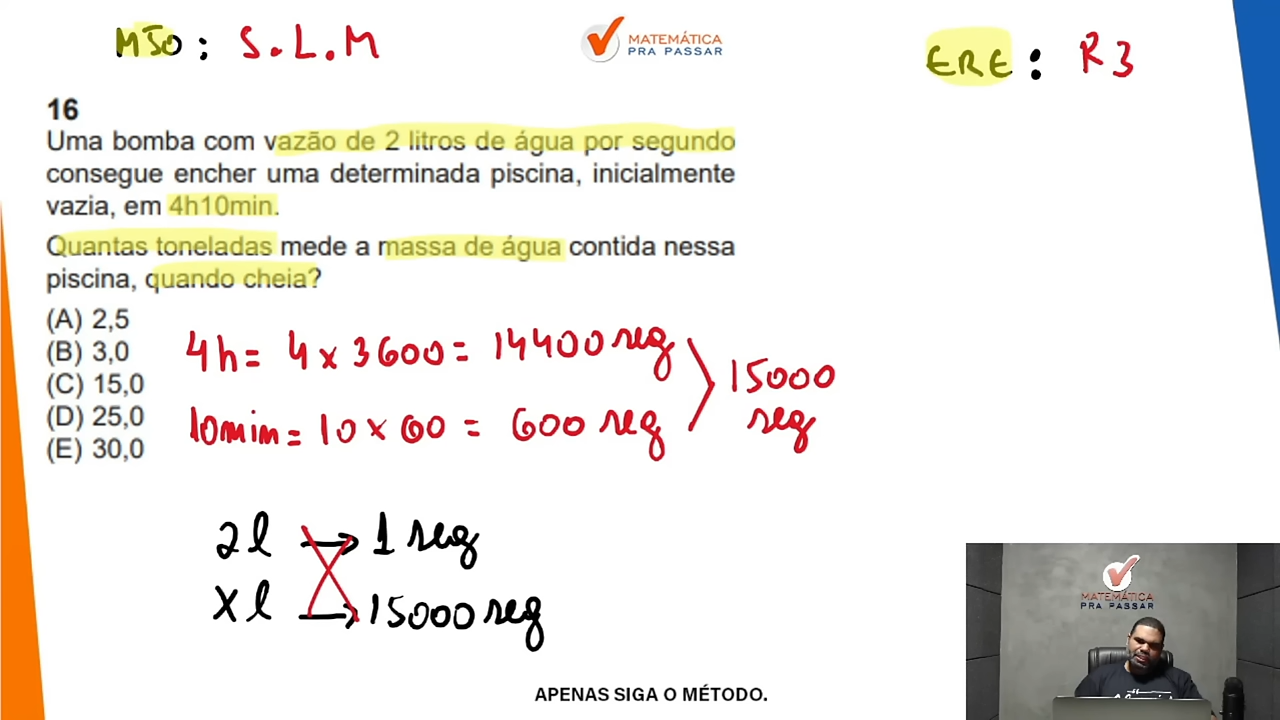 MJO: S.L.M
MATEMÁTICA
PRA PASSAR
ERE: R3
16
Uma bomba com vazão de 2 litros de água por segundo
consegue encher uma determinada piscina, inicialmente
vazia, em 4h10min.
Quantas toneladas mede a massa de água contida nessa
piscina, quando cheia?
(A) 2,5
(B) 3,0
(C) 15,0
(D) 25,0
(E) 30,0
4h = 4 x 3600 = 14400 seg
10min = 10 x 60 = 600 seg
15000
seg
2l → 1 seg
xl → 15000 seg
MATEMÁTICA
PRA PASSAR
APENAS SIGA O MÉTODO.